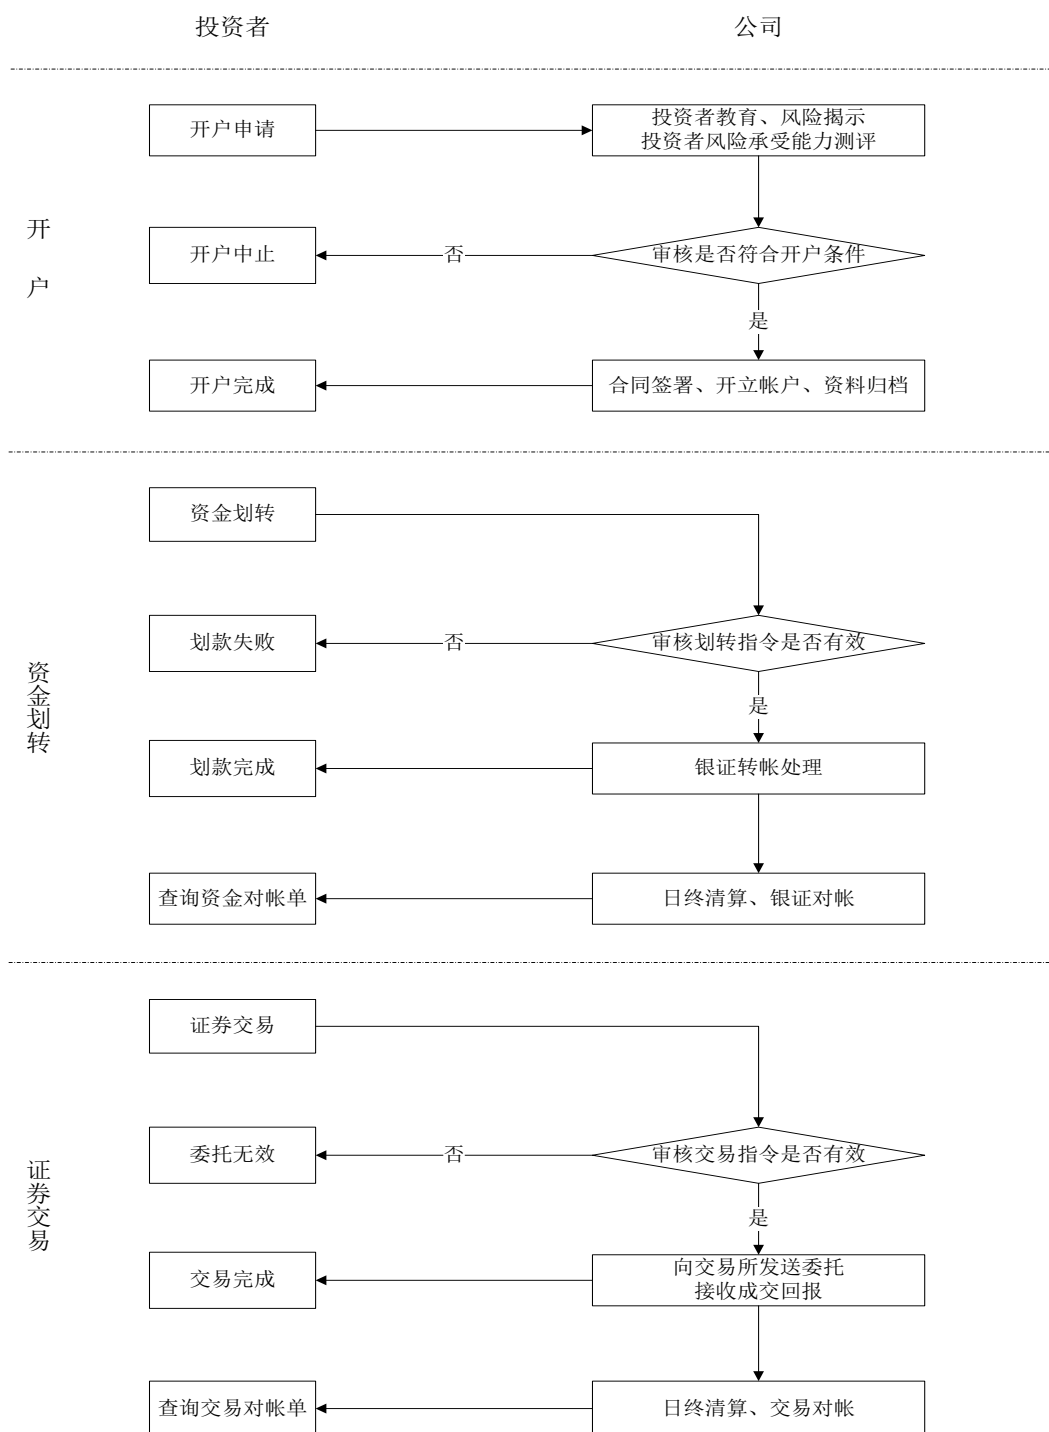 投资者
公司
开户申请
投资者教育、风险揭示
投资者风险承受能力测评
开
户
开户中止
否
审核是否符合开户条件
是
开户完成
合同签署、开立帐户、资料归档
资金划转
资金划转
划款失败
否
审核划转指令是否有效
是
划款完成
银证转帐处理
查询资金对帐单
日终清算、银证对帐
证券交易
证券交易
委托无效
否
审核交易指令是否有效
是
交易完成
向交易所发送委托
接收成交回报
查询交易对帐单
日终清算、交易对帐